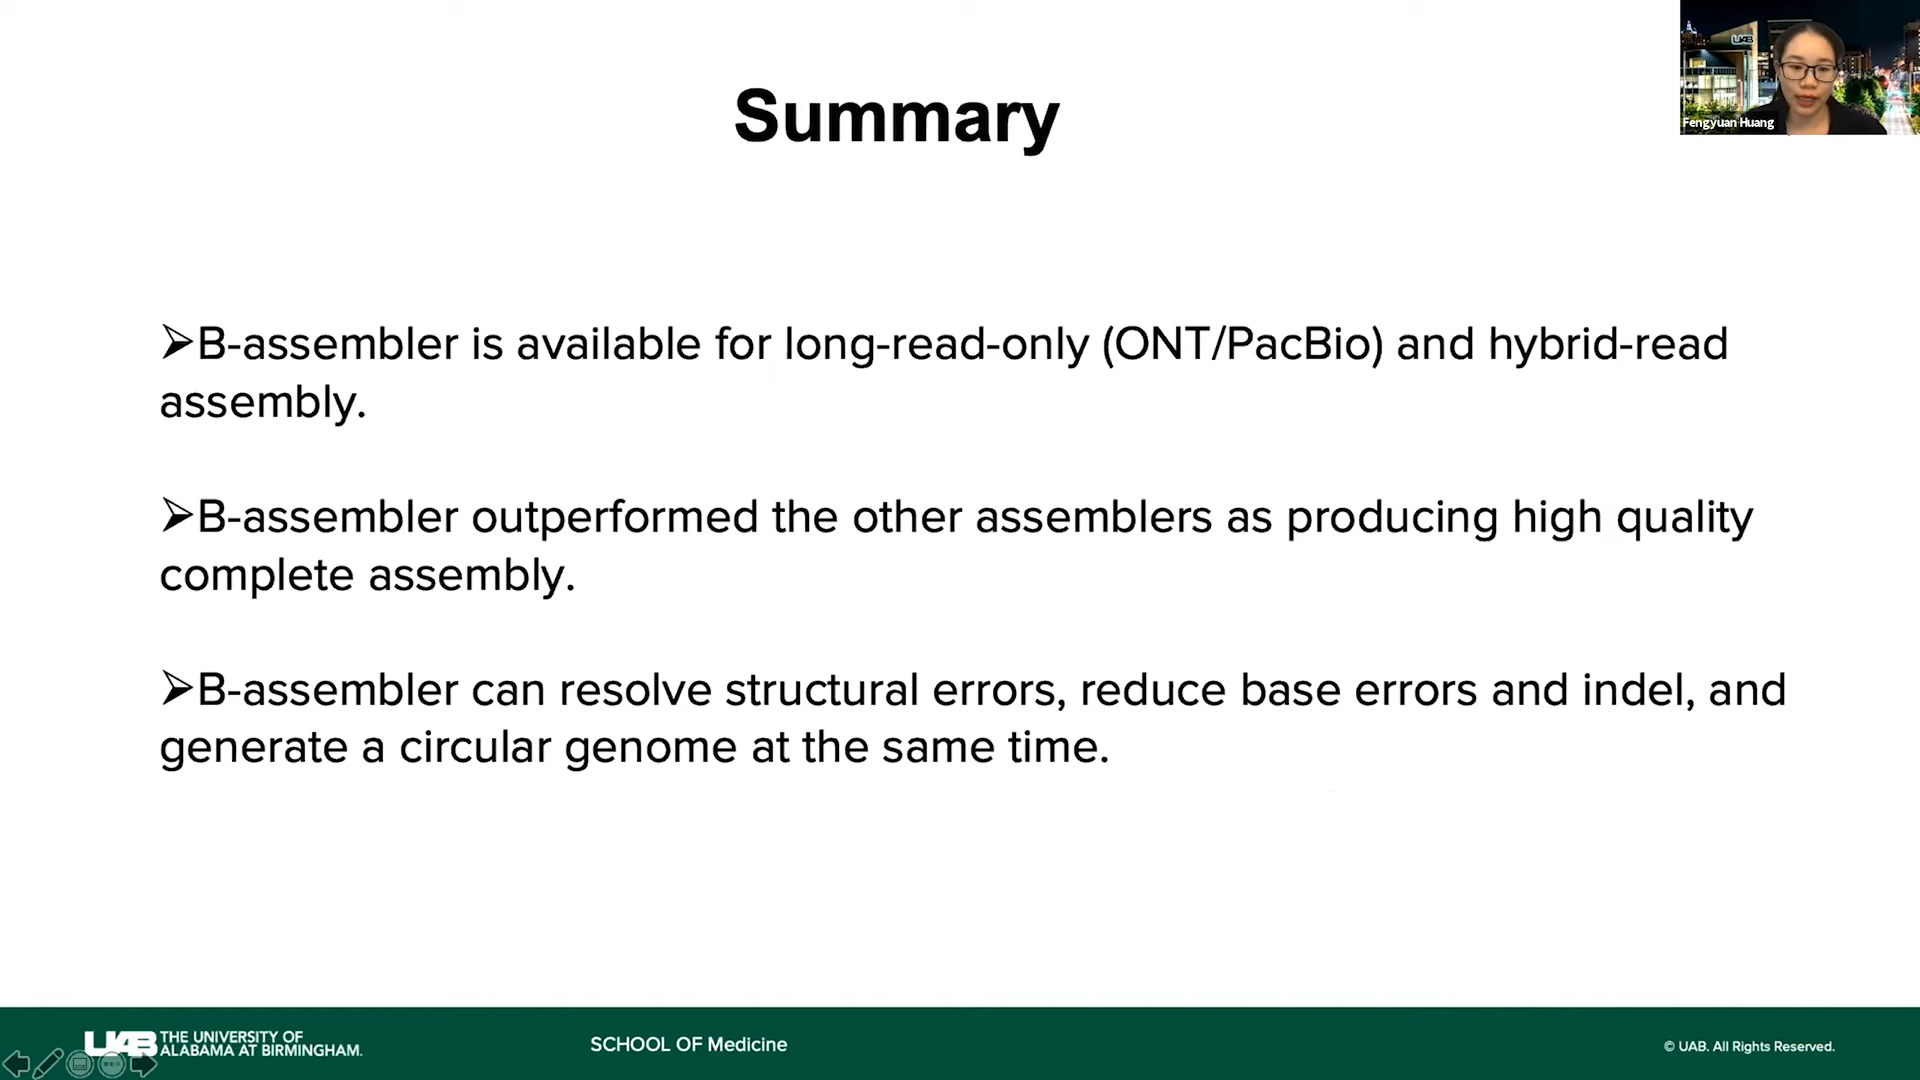 UAB
Fengyuan Huang
Summary
➢B-assembler is available for long-read-only (ONT/PacBio) and hybrid-read
assembly.
➢B-assembler outperformed the other assemblers as producing high quality
complete assembly.
➢B-assembler can resolve structural errors, reduce base errors and indel, and
generate a circular genome at the same time.
UAB THE UNIVERSITY OF
ALABAMA AT BIRMINGHAM.
SCHOOL OF Medicine
© UAB. All Rights Reserved.